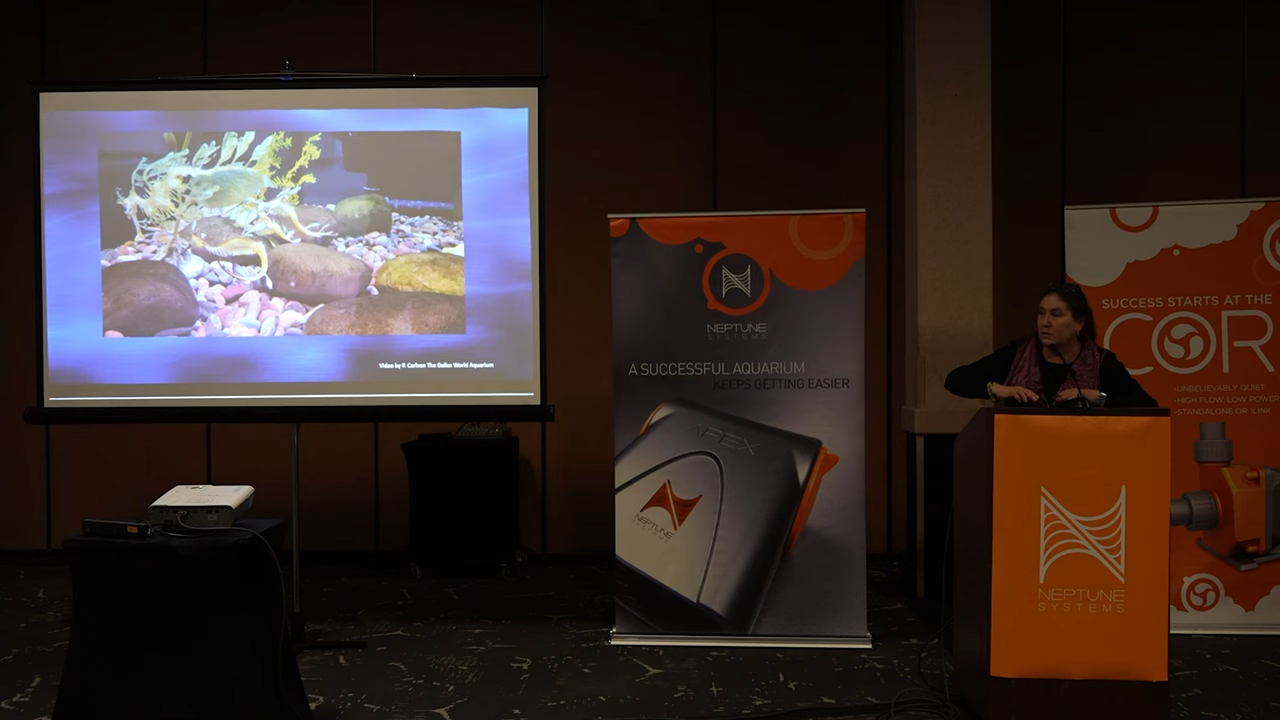 Video by P. Carlson The Dallas World Aquarium
NEPTUNE
SYSTEMS
A SUCCESSFUL AQUARIUM
KEEPS GETTING EASIER
APEX
NEPTUNE
SYSTEMS
SUCCESS STARTS AT THE
COR
-UNBELIEVABLY QUIET
-HIGH FLOW, LOW POWER
-STANDALONE OR 1LINK
NEPTUNE
SYSTEMS